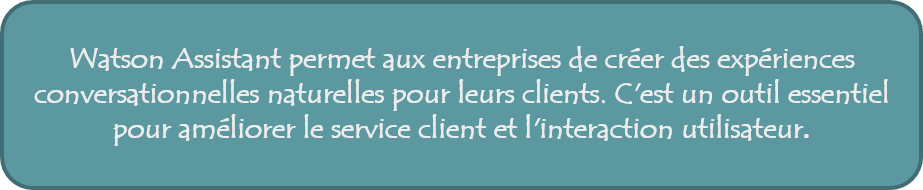 Watson Assistant permet aux entreprises de créer des expériences
conversationnelles naturelles pour leurs clients. C'est un outil essentiel
pour améliorer le service client et l'interaction utilisateur.